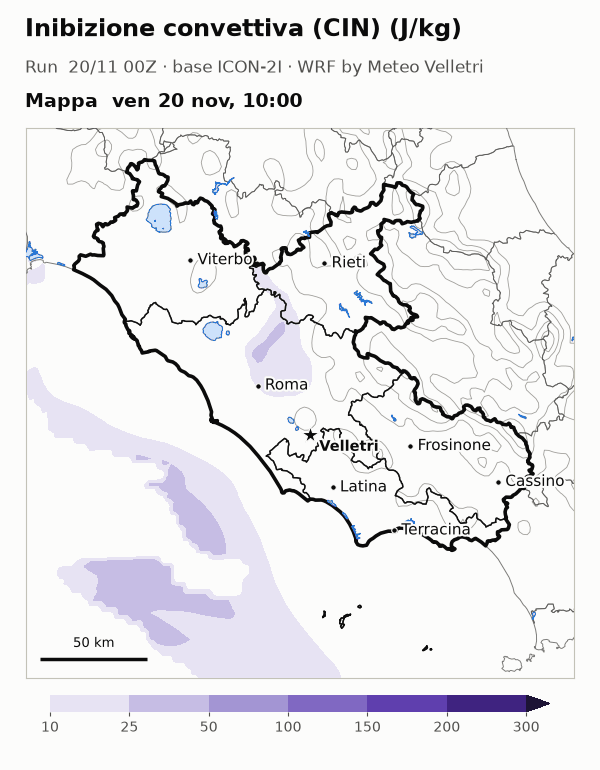 Inibizione convettiva (CIN) (J/kg)
Run  20/11 00Z · base ICON-2I · WRF by Meteo Velletri
Mappa  ven 20 nov, 10:00
Viterbo
Rieti
Roma
Velletri
Frosinone
Cassino
Latina
Terracina
50 km
10 25 50 100 150 200 300